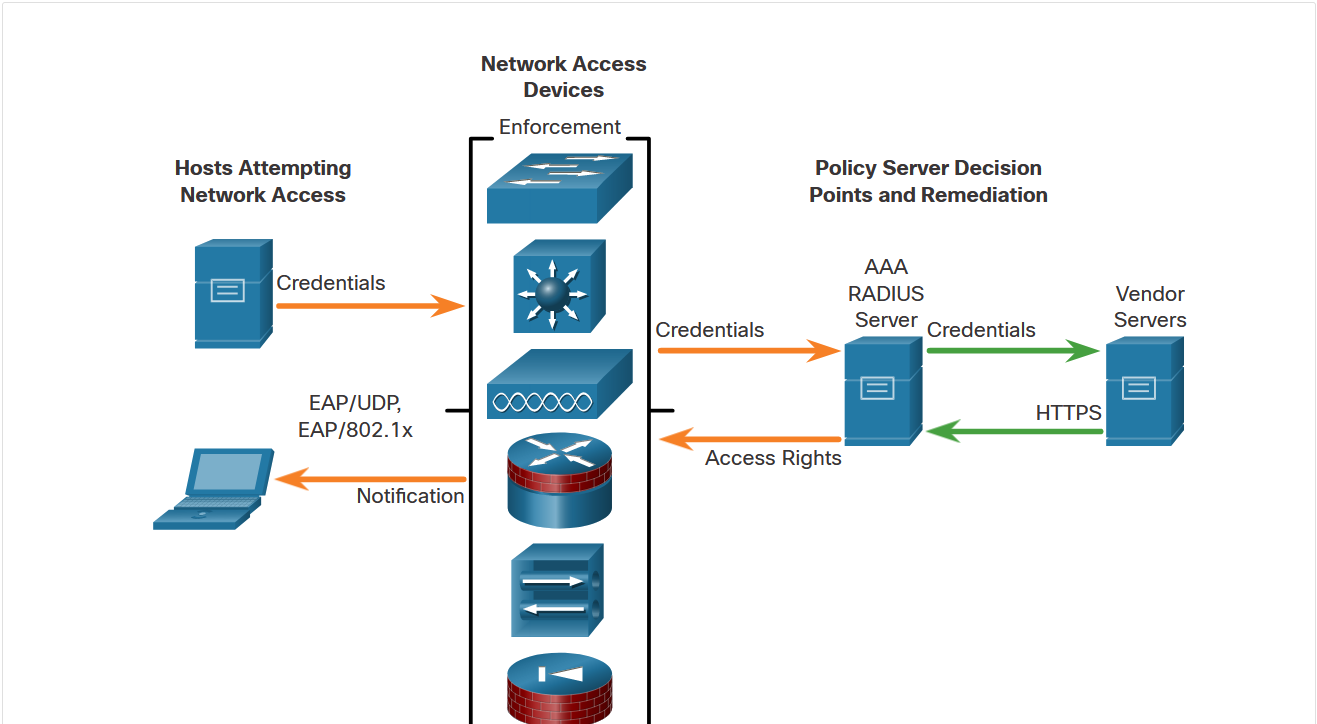 Network Access
Devices
Enforcement
Hosts Attempting
Network Access
Policy Server Decision
Points and Remediation
Credentials
AAA
RADIUS
Server
Vendor
Servers
Credentials
Credentials
EAP/UDP,
EAP/802.1x
HTTPS
Access Rights
Notification